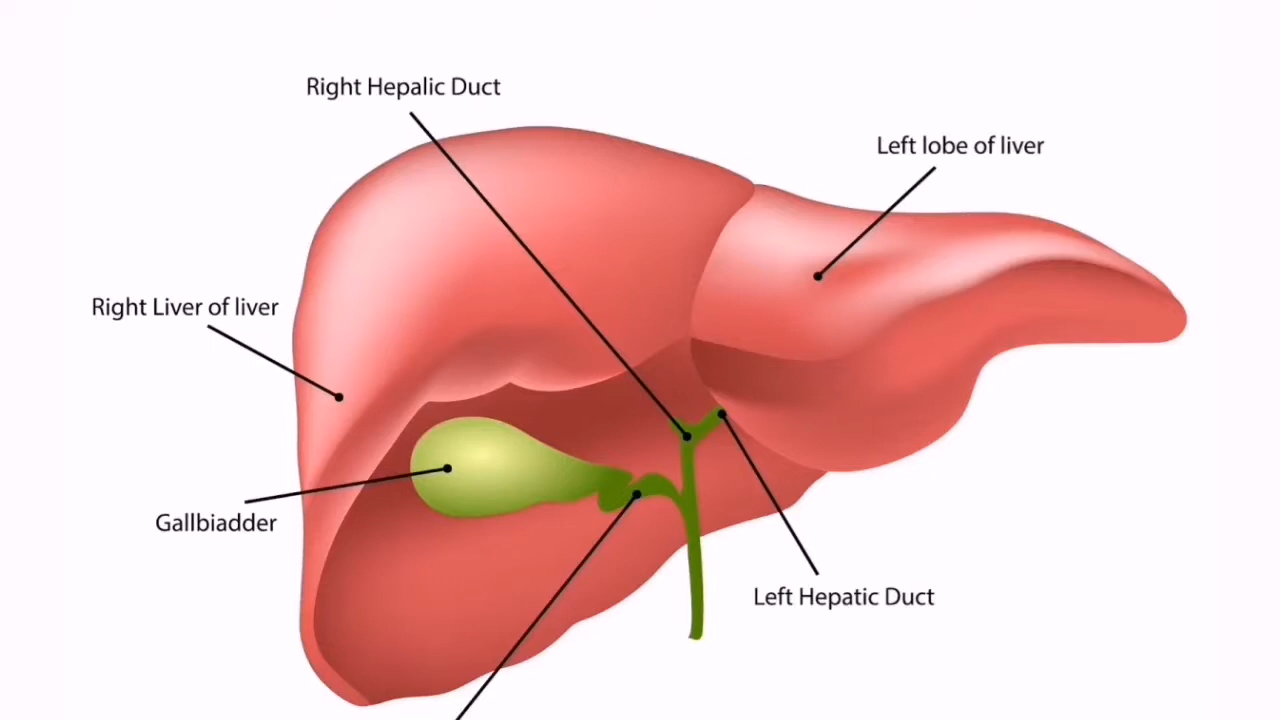 Right Hepalic Duct
Left lobe of liver
Right Liver of liver
Gallbiadder
Left Hepatic Duct